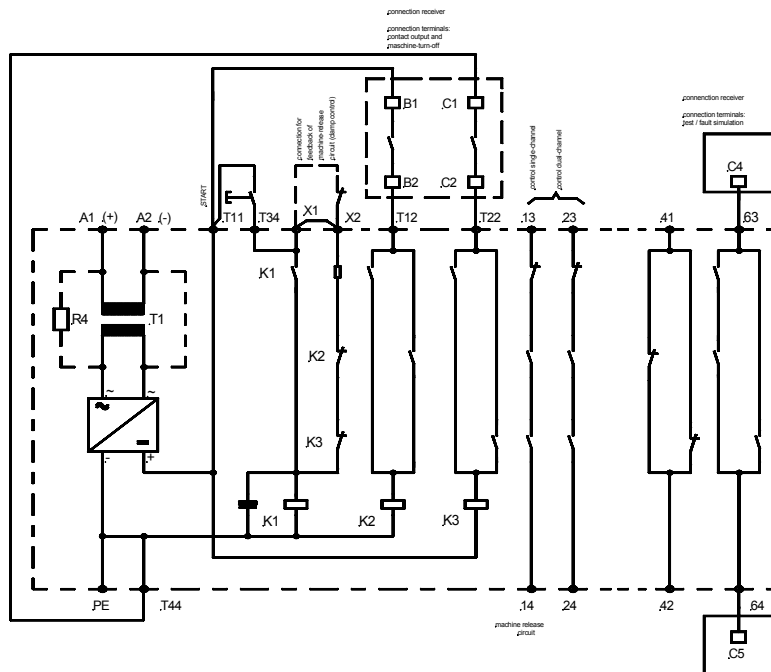 connection receiver
connection terminals:
contact output and
maschine-turn-off
connenction receiver
connection terminals:
test / fault simulation
connection for
feedback of
machine-release
circuit (clamp control)
control single-channel
control dual-channel
START
B1
C1
B2
C2
C4
A1 (+)
A2 (-)
T11
T34
X1
X2
T12
T22
13
23
41
63
K1
R4
T1
K2
K3
~
~
~
-
+
K1
K2
K3
PE
T44
14
24
42
64
machine release
circuit
C5